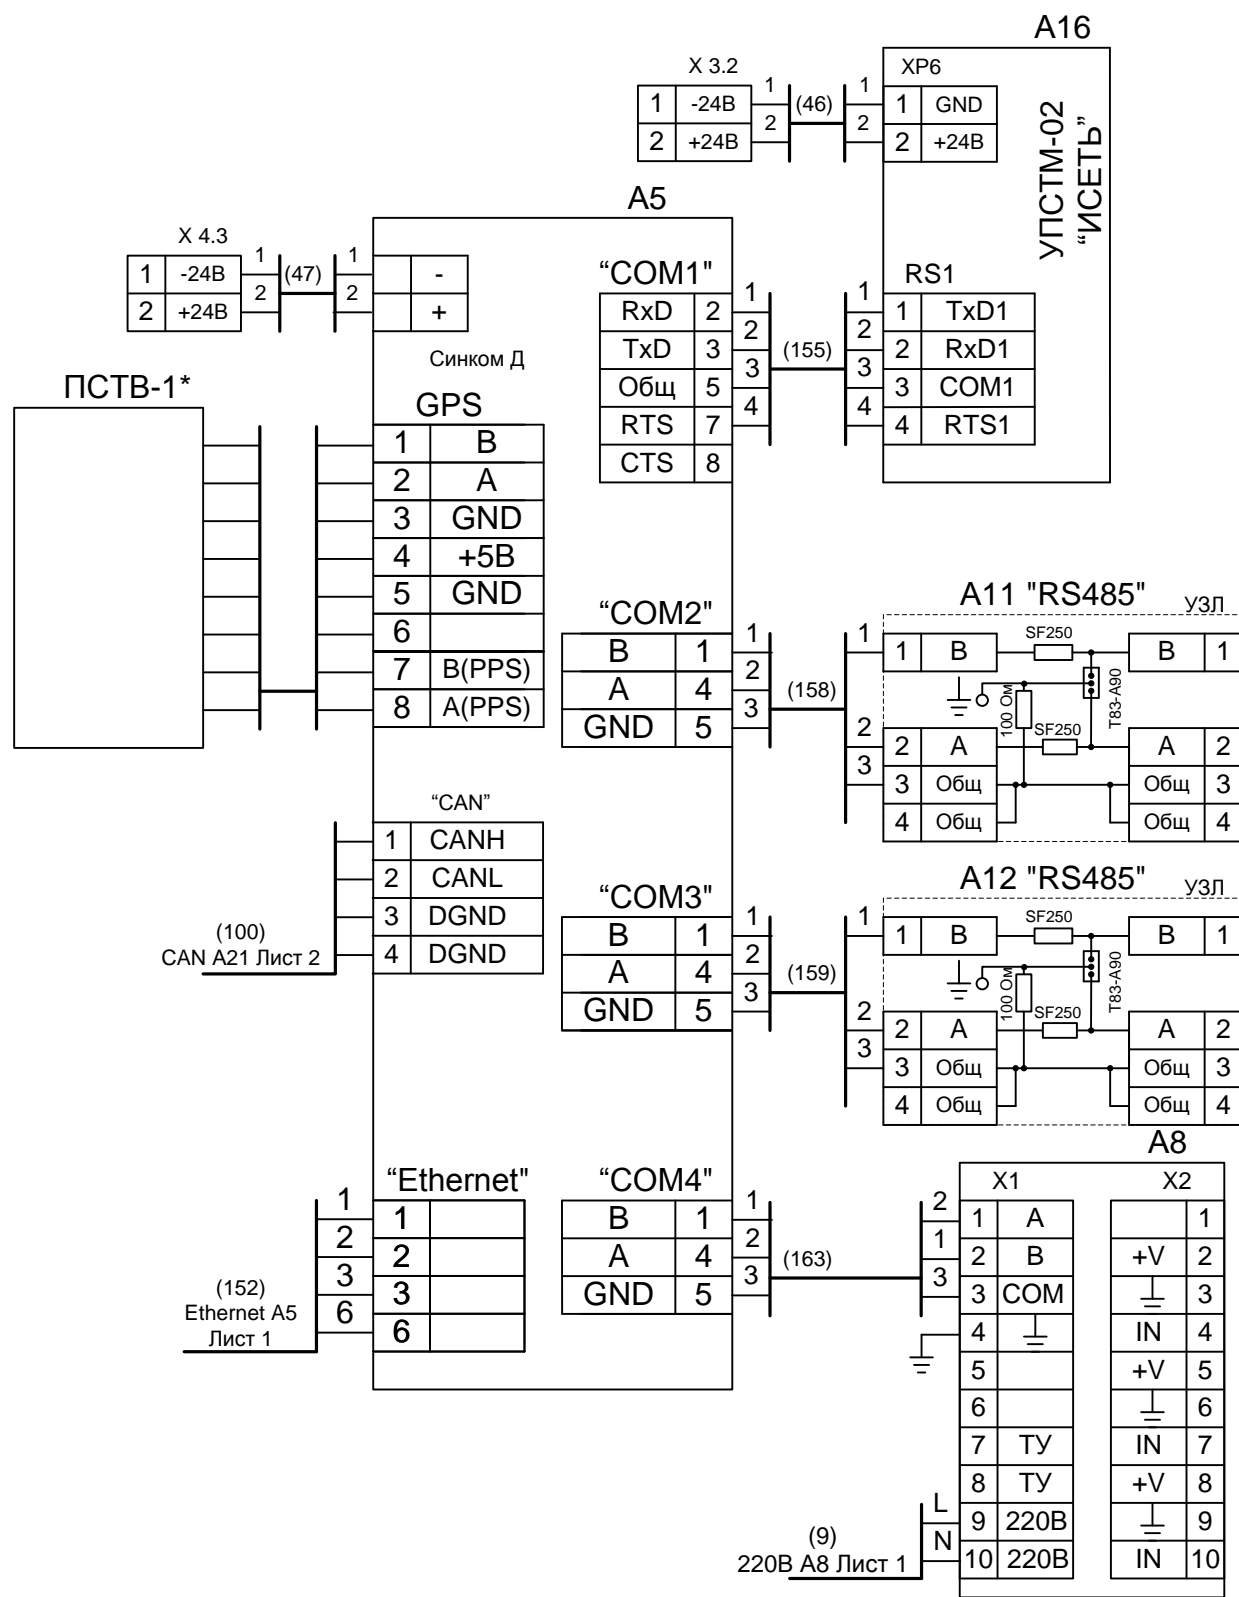 A16
X 3.2
XP6
1 -24В 1 (46) 1 1 GND
2 +24В 2 2 2 +24В
УПСТМ-02
“ИСЕТЬ”
A5
X 4.3
1 -24В 1 (47) 1 -
2 +24В 2 2 +
Синком Д
“COM1"
RxD 2 1
TxD 3 2
Общ 5 3
RTS 7 4
CTS 8
(155)
RS1
1 1 TxD1
2 2 RxD1
3 3 COM1
4 4 RTS1
ПСТВ-1*
GPS
1 B
2 A
3 GND
4 +5В
5 GND
6
7 B(PPS)
8 A(PPS)
“COM2"
B 1 1
A 4 2
GND 5 3
(158)
A11 "RS485"
УЗЛ
1 1 B SF250 B 1
100 Ом
T83-A90
2 2 A SF250 A 2
3 3 Общ Общ 3
4 Общ Общ 4
“CAN”
1 CANH
2 CANL
3 DGND
4 DGND
(100)
CAN A21 Лист 2
“COM3"
B 1 1
A 4 2
GND 5 3
(159)
A12 "RS485"
УЗЛ
1 1 B SF250 B 1
100 Ом
T83-A90
2 2 A SF250 A 2
3 3 Общ Общ 3
4 Общ Общ 4
“Ethernet"
1 1
2 2
3 3
6 6
(152)
Ethernet A5
Лист 1
“COM4"
B 1 1
A 4 2
GND 5 3
(163)
A8
X1 X2
2 1 A 1
1 2 B +V 2
3 3 COM 3
4 IN 4
5 +V 5
6 6
7 ТУ IN 7
8 ТУ +V 8
L 9 220В 9
N 10 220В IN 10
(9)
220В A8 Лист 1